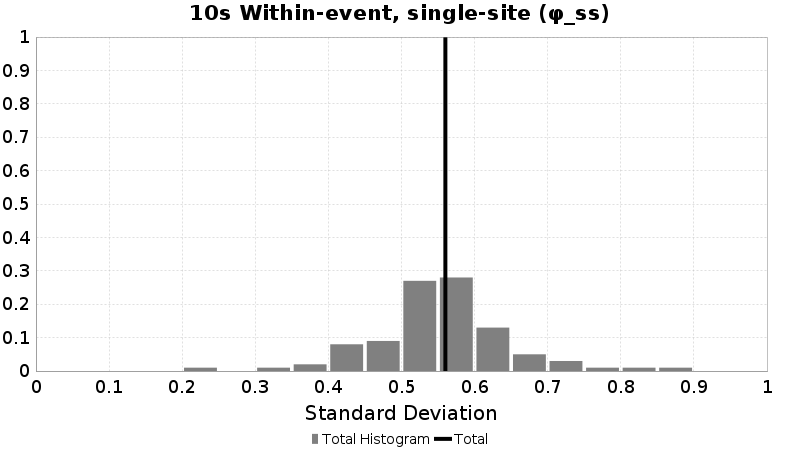 10s Within-event, single-site (φ_ss)
1
0.9
0.8
0.7
0.6
0.5
0.4
0.3
0.2
0.1
0
0 0.1 0.2 0.3 0.4 0.5 0.6 0.7 0.8 0.9 1
Standard Deviation
Total Histogram Total